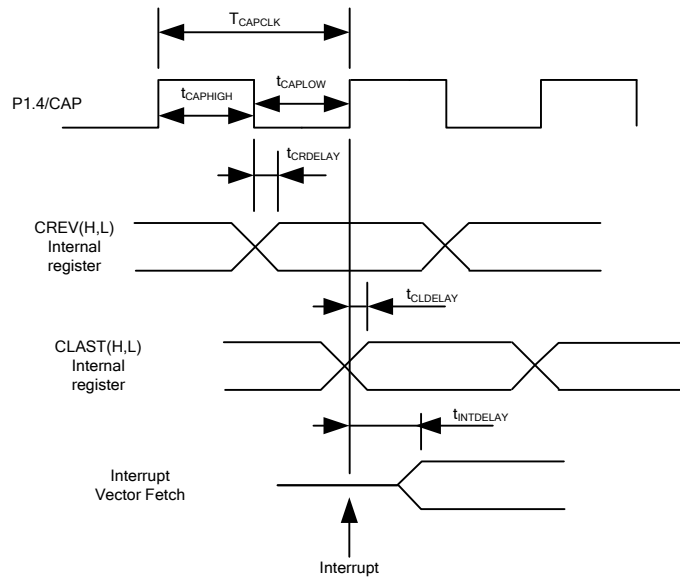 TCAPCLK
P1.4/CAP
tCAPHIGH
tCAPLOW
tCRDELAY
CREV(H,L)
Internal
register
tCLDELAY
CLAST(H,L)
Internal
register
tINTDELAY
Interrupt
Vector Fetch
Interrupt